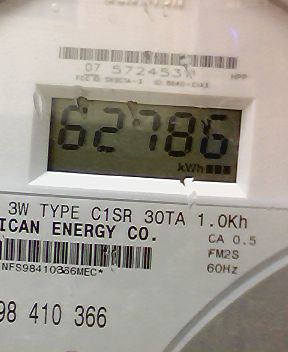 07 572453
HPP
62786
kWh
3W TYPE C1SR 30TA 1.0Kh
ICAN ENERGY CO.
CA 0.5
FM2S
60Hz
NFS98410366MEC*
98 410 366